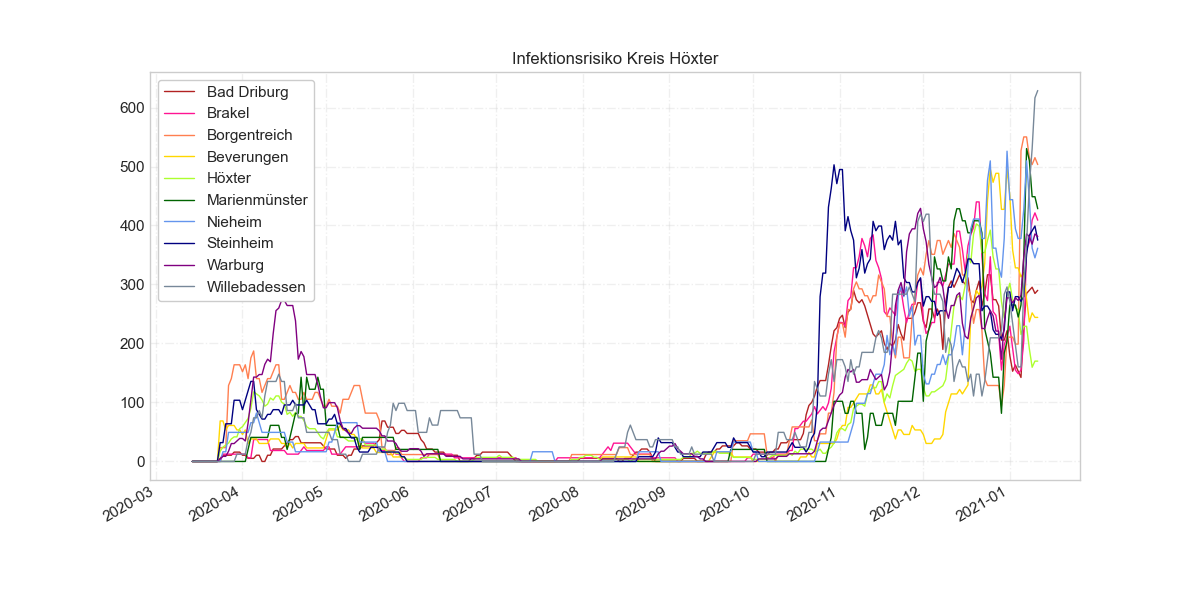 Infektionsrisiko Kreis Höxter
Bad Driburg
Brakel
Borgentreich
Beverungen
Höxter
Marienmünster
Nieheim
Steinheim
Warburg
Willebadessen
600
500
400
300
200
100
0
2020-03
2020-04
2020-05
2020-06
2020-07
2020-08
2020-09
2020-10
2020-11
2020-12
2021-01